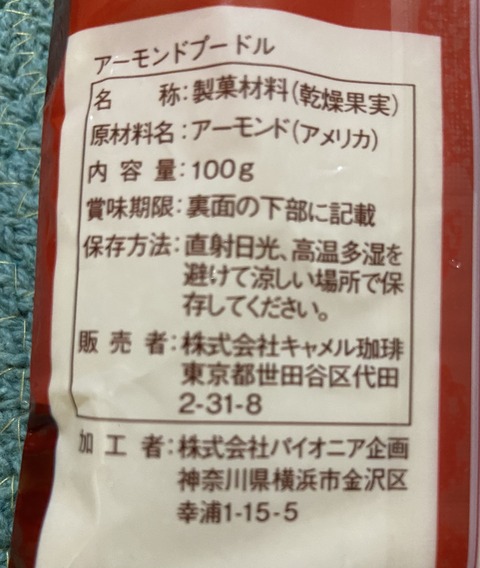 アーモンドプードル
名　　称：製菓材料（乾燥果実）
原材料名：アーモンド（アメリカ）
内 容 量：100g
賞味期限：裏面の下部に記載
保存方法：直射日光、高温多湿を
避けて涼しい場所で保
存してください。
販 売 者：株式会社キャメル珈琲
東京都世田谷区代田
2-31-8
加 工 者：株式会社パイオニア企画
神奈川県横浜市金沢区
幸浦1-15-5